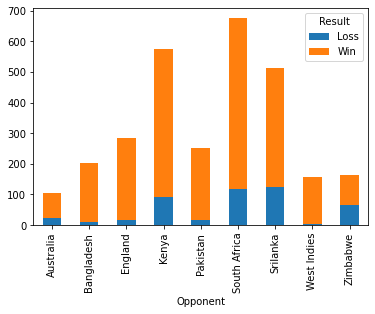 700
600
500
400
300
200
100
0
Result
Loss
Win
Australia
Bangladesh
England
Kenya
Pakistan
South Africa
Srilanka
West Indies
Zimbabwe
Opponent